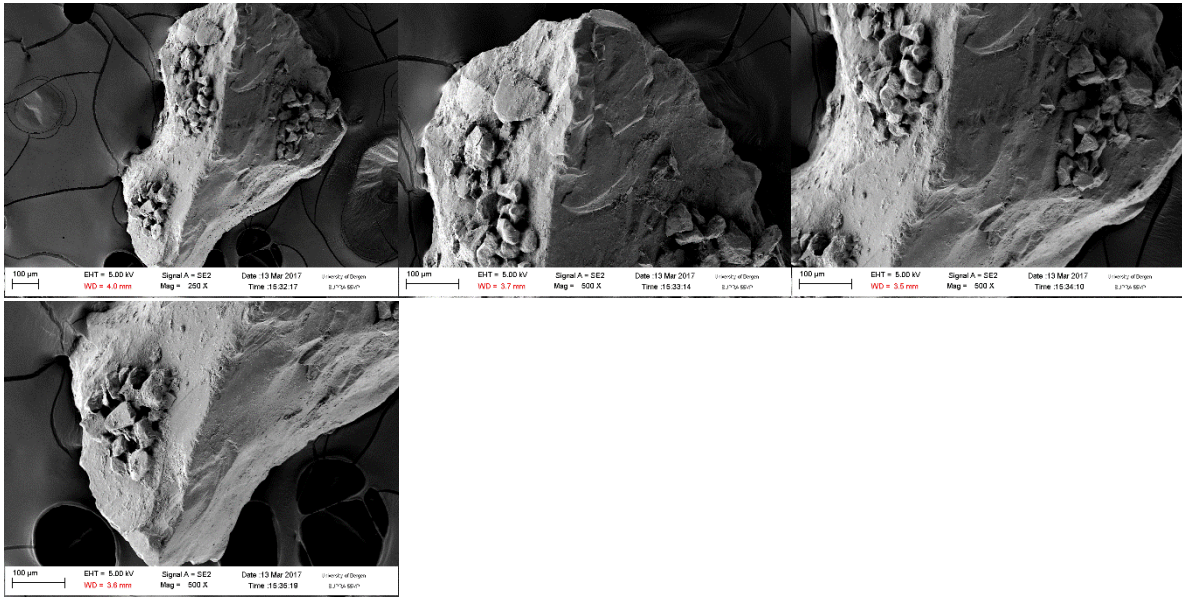 100 µm EHT = 5.00 kV Signal A = SE2 Date :13 Mar 2017 University of Bergen
WD = 4.0 mm Mag = 250 X Time :15:32:17
100 µm EHT = 5.00 kV Signal A = SE2 Date :13 Mar 2017 University of Bergen
WD = 3.7 mm Mag = 500 X Time :15:33:14
100 µm EHT = 5.00 kV Signal A = SE2 Date :13 Mar 2017 University of Bergen
WD = 3.5 mm Mag = 500 X Time :15:34:10
100 µm EHT = 5.00 kV Signal A = SE2 Date :13 Mar 2017 University of Bergen
WD = 3.6 mm Mag = 500 X Time :15:35:19